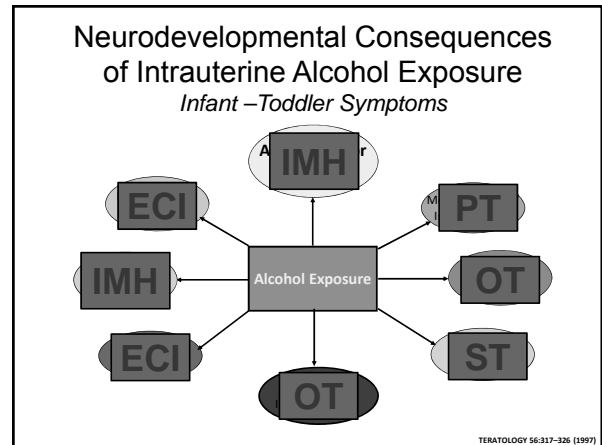 Neurodevelopmental Consequences
of Intrauterine Alcohol Exposure
Infant –Toddler Symptoms
IMH
ECI
PT
IMH
Alcohol Exposure
OT
ECI
ST
OT
TERATOLOGY 56:317–326 (1997)